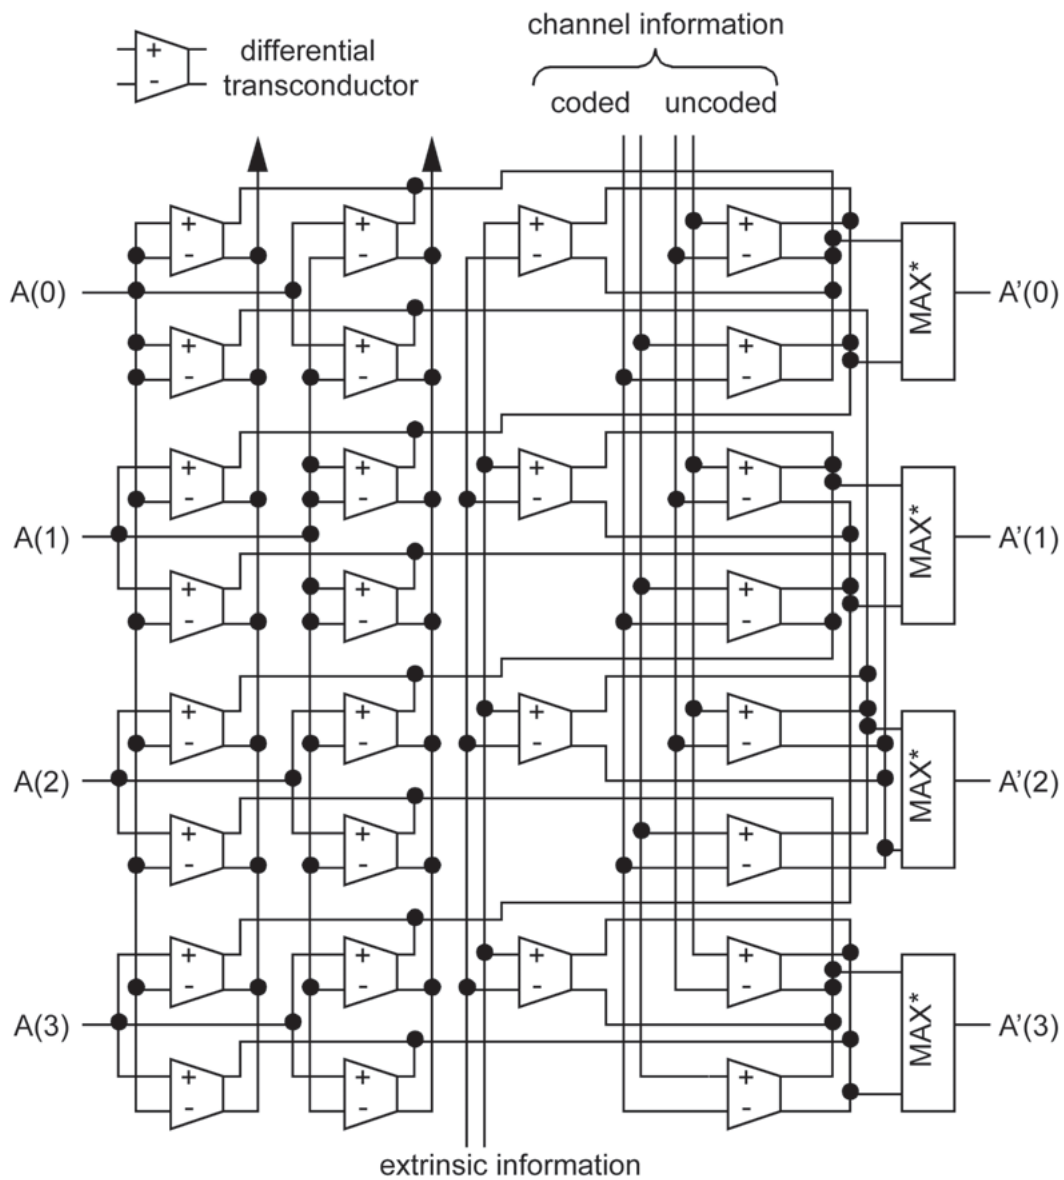 channel information
+ differential
- transconductor
coded uncoded
+ + + +
- - - -
A(0) MAX* A'(0)
+ + +
- - -
+ + + +
- - - -
A(1) MAX* A'(1)
+ + +
- - -
+ + + +
- - - -
A(2) MAX* A'(2)
+ + +
- - -
+ + + +
- - - -
A(3) MAX* A'(3)
+ + +
- - -
extrinsic information